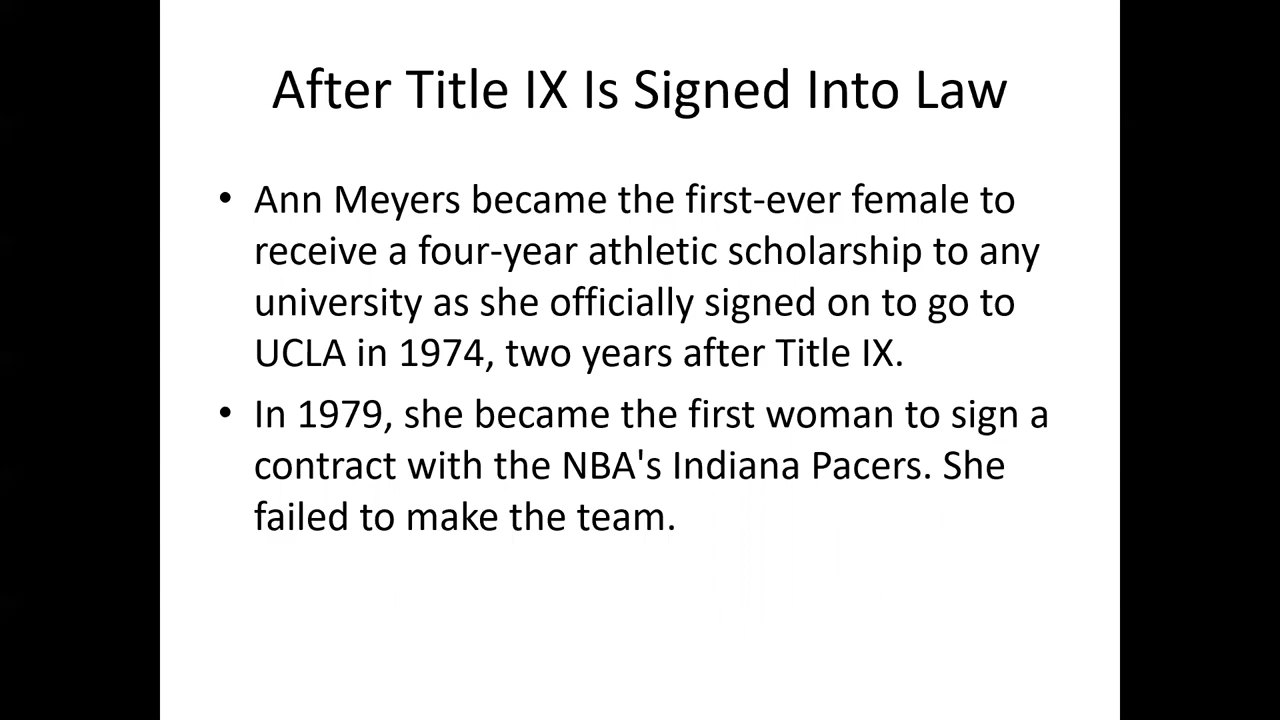 After Title IX Is Signed Into Law
• Ann Meyers became the first-ever female to
receive a four-year athletic scholarship to any
university as she officially signed on to go to
UCLA in 1974, two years after Title IX.
• In 1979, she became the first woman to sign a
contract with the NBA's Indiana Pacers. She
failed to make the team.